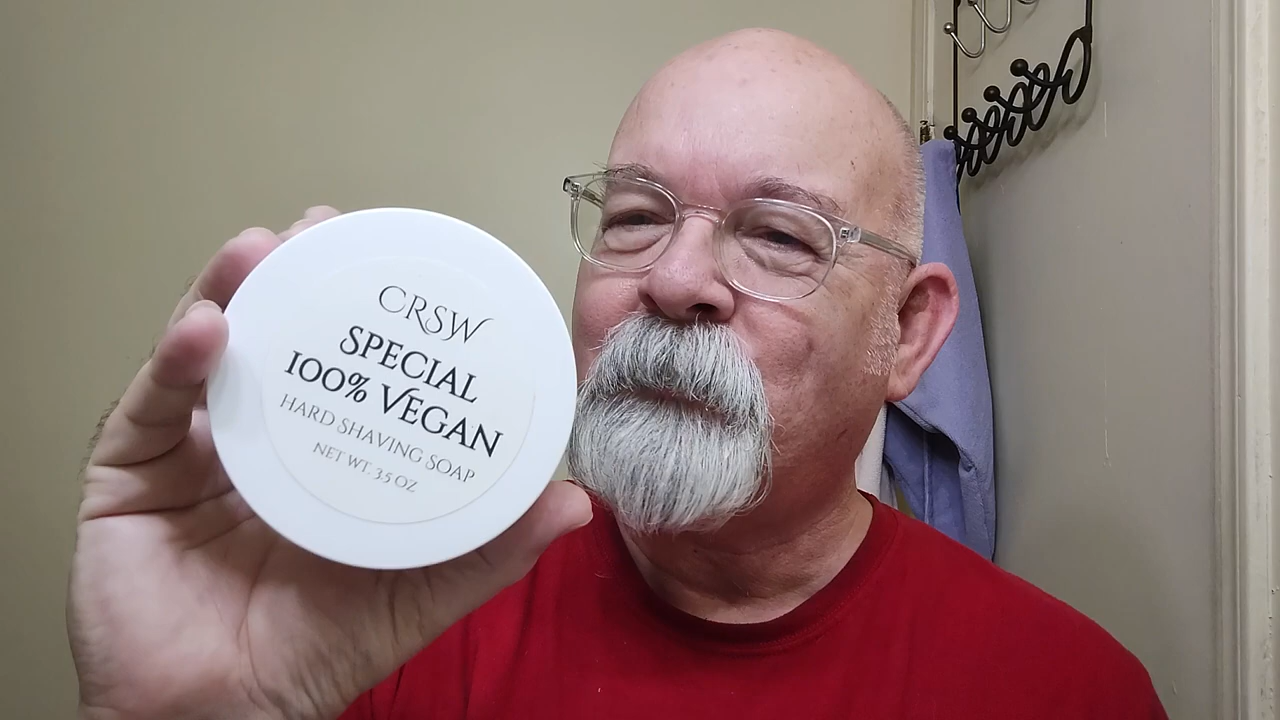 CRSW
SPECIAL
100% VEGAN
HARD SHAVING SOAP
NET WT. 3.5 OZ